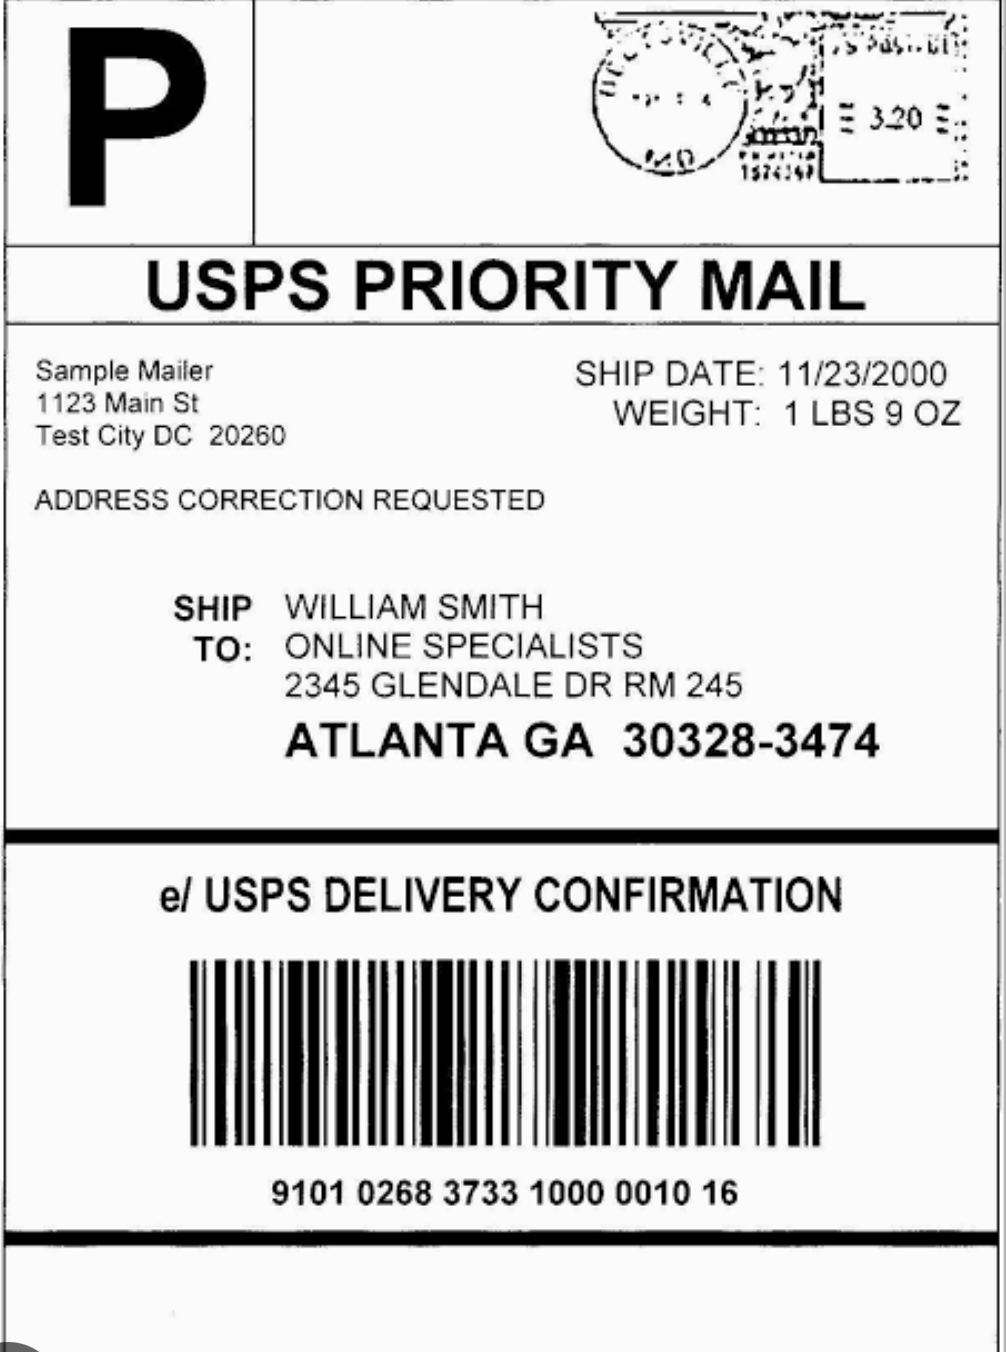 P
MD
3.20
USPS PRIORITY MAIL
Sample Mailer
1123 Main St
Test City DC 20260
SHIP DATE: 11/23/2000
WEIGHT: 1 LBS 9 OZ
ADDRESS CORRECTION REQUESTED
SHIP TO:
WILLIAM SMITH
ONLINE SPECIALISTS
2345 GLENDALE DR RM 245
ATLANTA GA 30328-3474
e/ USPS DELIVERY CONFIRMATION
9101 0268 3733 1000 0010 16